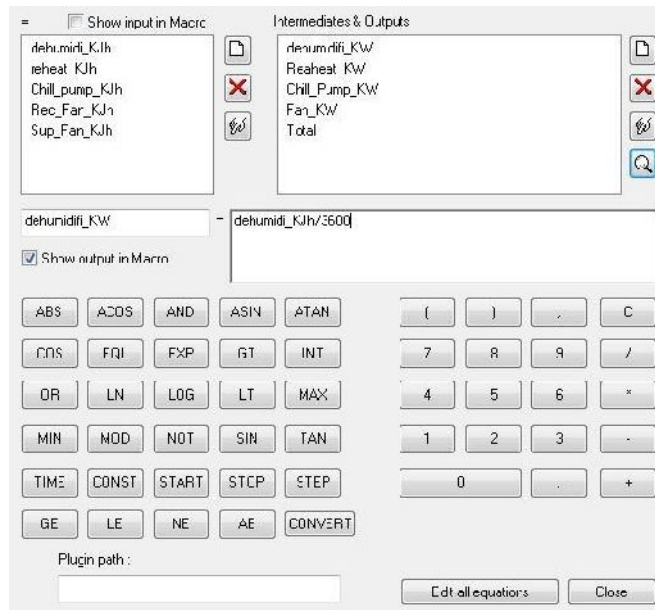 = Show input in Macro
Intermediates & Outputs
dehumidi_KJh
reheat_KJh
Chill_pump_KJh
Rec_Fan_KJh
Sup_Fan_KJh
dehumdifi_KW
Reaheat_KW
Chill_Pump_KW
Fan_KW
Total
dehumidifi_KW = dehumidi_KJh/3600
Show output in Macro
ABS ACOS AND ASIN ATAN ( ) , C
COS EQL EXP GT INT 7 8 9 /
OR LN LOG LT MAX 4 5 6 *
MIN MOD NOT SIN TAN 1 2 3 -
TIME CONST START STOP STEP 0 . +
GE LE NE AE CONVERT
Plugin path :
Edit all equations Close